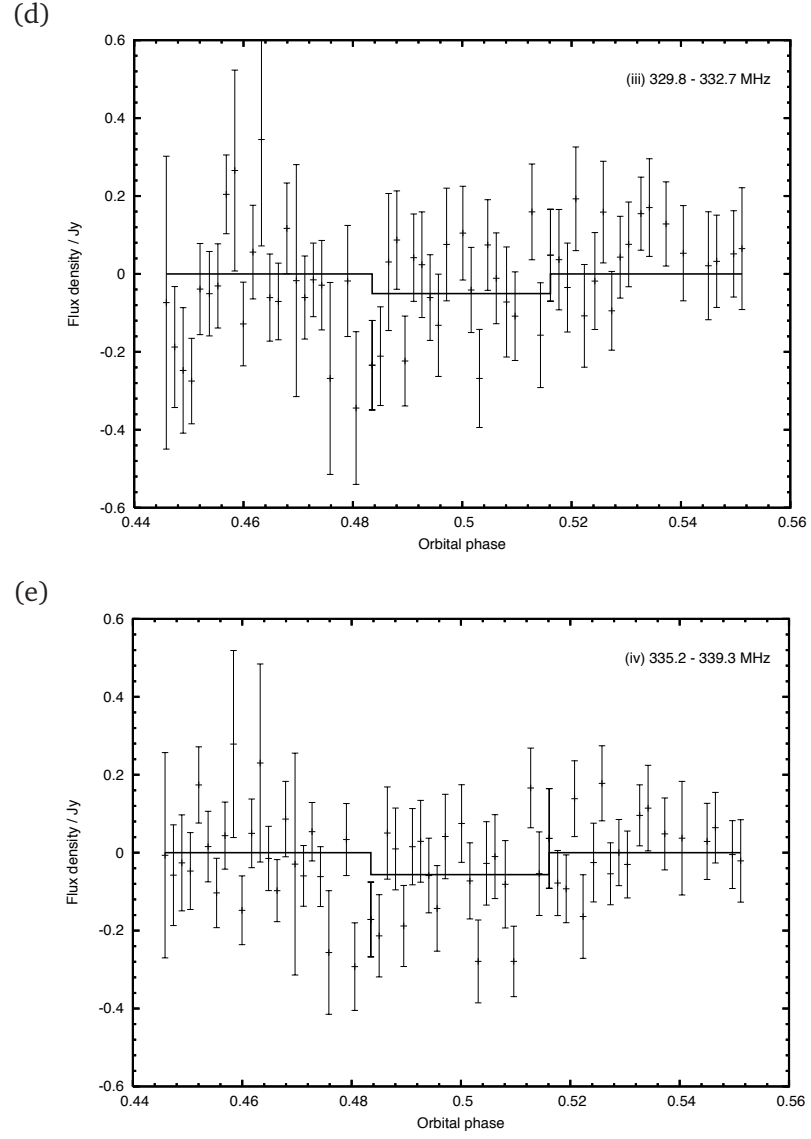 (d)
0.6
(iii) 329.8 - 332.7 MHz
0.4
0.2
Flux density / Jy
0
-0.2
-0.4
-0.6
0.44 0.46 0.48 0.5 0.52 0.54 0.56
Orbital phase
(e)
0.6
(iv) 335.2 - 339.3 MHz
0.4
0.2
Flux density / Jy
0
-0.2
-0.4
-0.6
0.44 0.46 0.48 0.5 0.52 0.54 0.56
Orbital phase